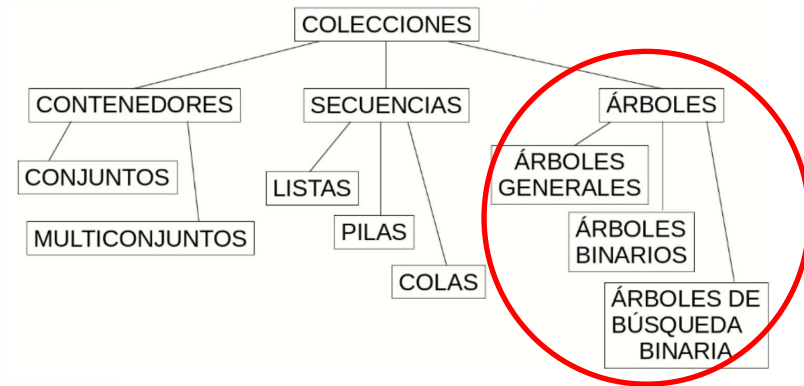 COLECCIONES
CONTENEDORES
SECUENCIAS
ÁRBOLES
CONJUNTOS
MULTICONJUNTOS
LISTAS
PILAS
COLAS
ÁRBOLES
GENERALES
ÁRBOLES
BINARIOS
ÁRBOLES DE
BÚSQUEDA
BINARIA